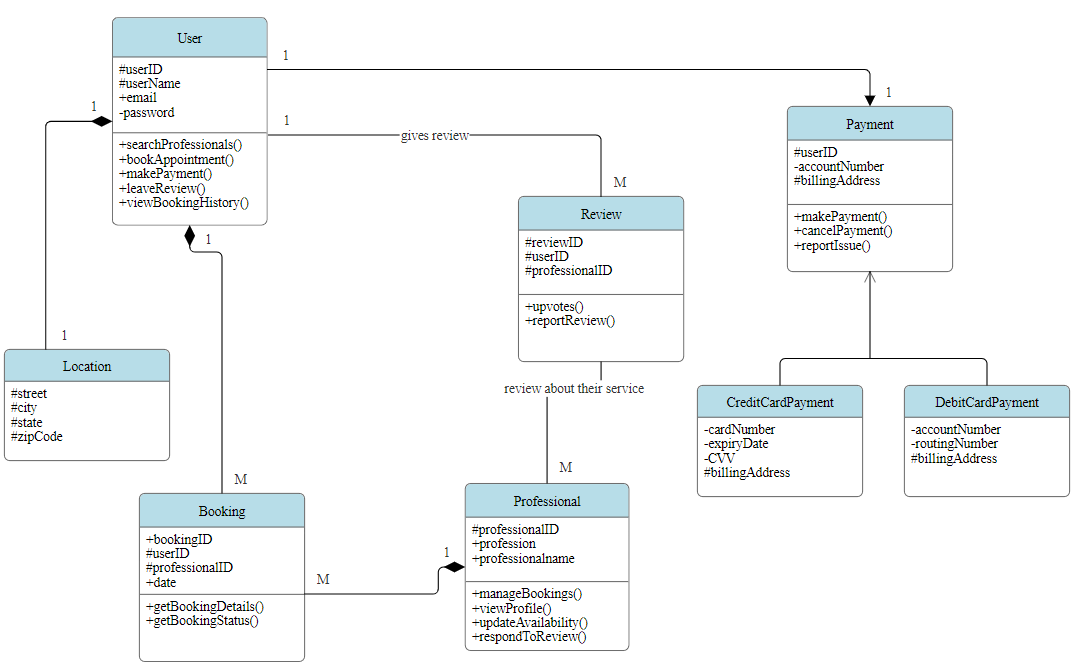 User
#userID
#userName
+email
-password
+searchProfessionals()
+bookAppointment()
+makePayment()
+leaveReview()
+viewBookingHistory()
1
1
1
gives review
M
1
1
1
Payment
#userID
-accountNumber
#billingAddress
+makePayment()
+cancelPayment()
+reportIssue()
Review
#reviewID
#userID
#professionalID
+upvotes()
+reportReview()
review about their service
M
Location
#street
#city
#state
#zipCode
CreditCardPayment
-cardNumber
-expiryDate
-CVV
#billingAddress
DebitCardPayment
-accountNumber
-routingNumber
#billingAddress
M
Booking
+bookingID
#userID
#professionalID
+date
+getBookingDetails()
+getBookingStatus()
M
1
Professional
#professionalID
+profession
+professionalname
+manageBookings()
+viewProfile()
+updateAvailability()
+respondToReview()